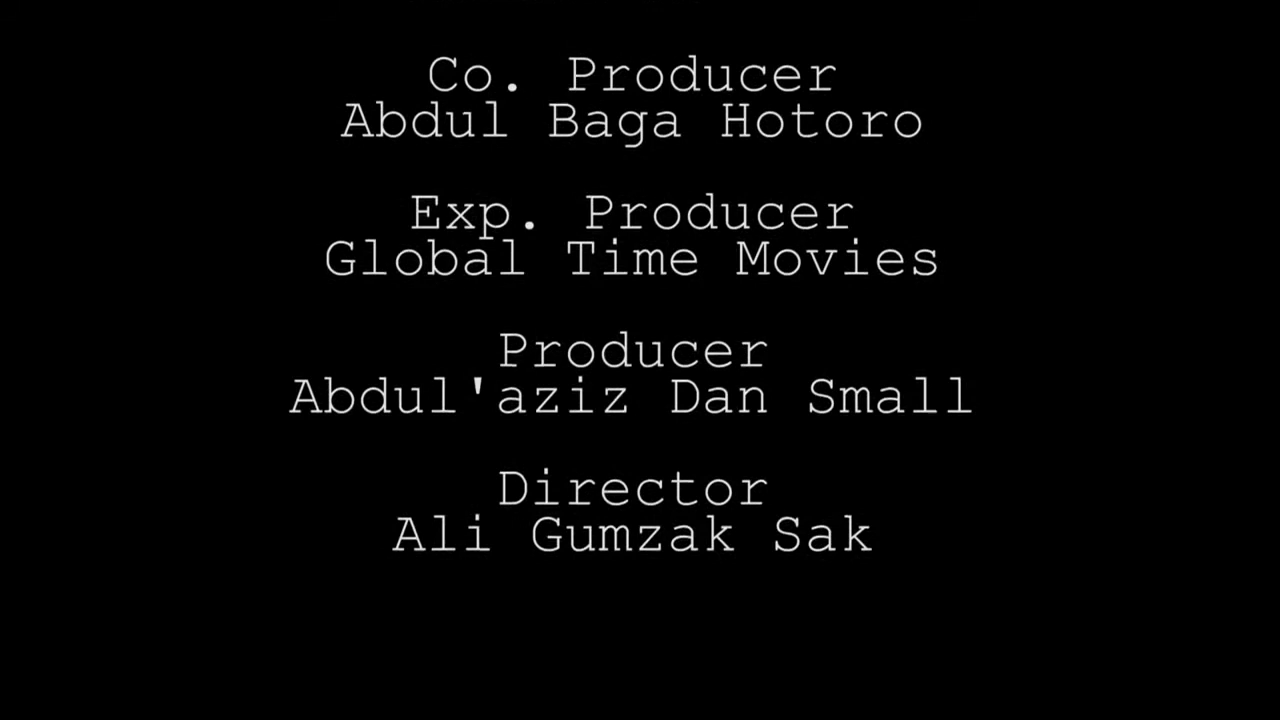 Co. Producer
Abdul Baga Hotoro
Exp. Producer
Global Time Movies
Producer
Abdul'aziz Dan Small
Director
Ali Gumzak Sak